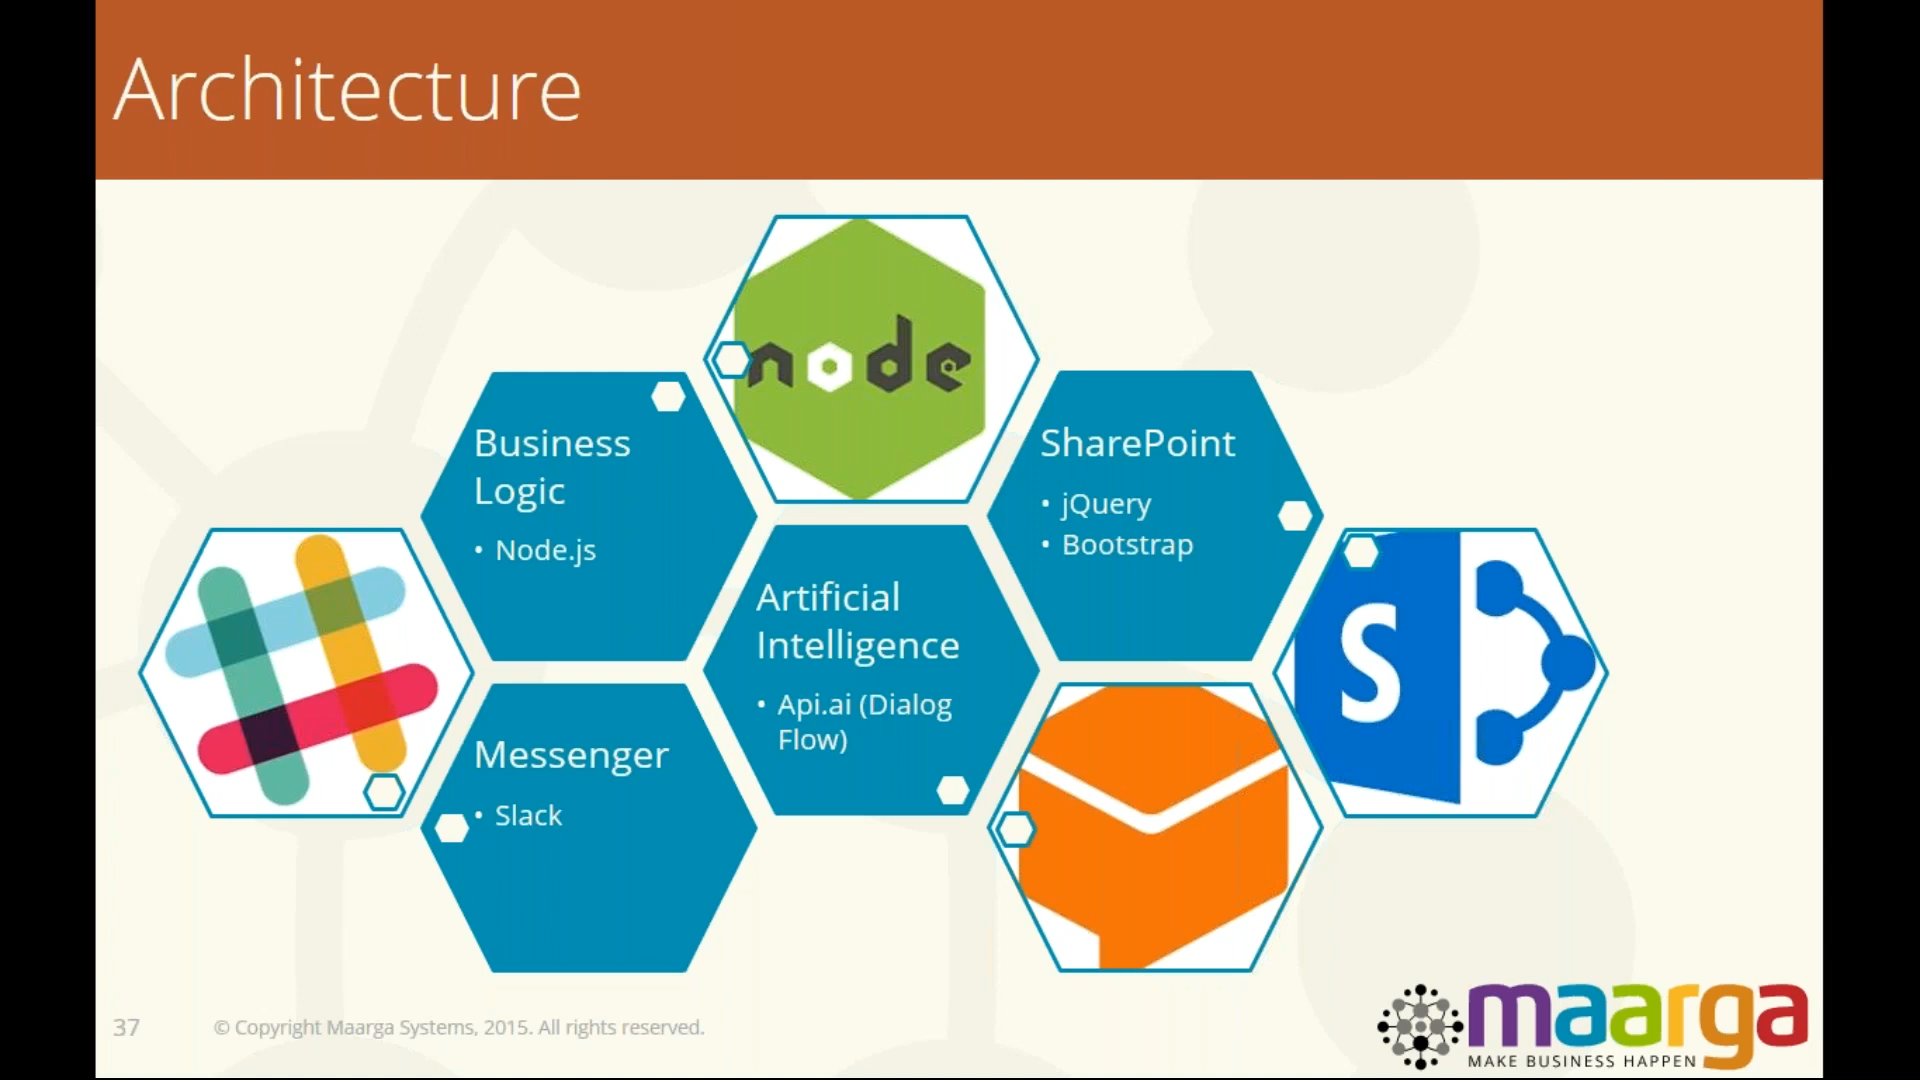 Architecture
node
Business
Logic
• Node.js
SharePoint
• jQuery
• Bootstrap
Artificial
Intelligence
• Api.ai (Dialog
Flow)
S
Messenger
• Slack
37
© Copyright Maarga Systems, 2015. All rights reserved.
maarga
MAKE BUSINESS HAPPEN